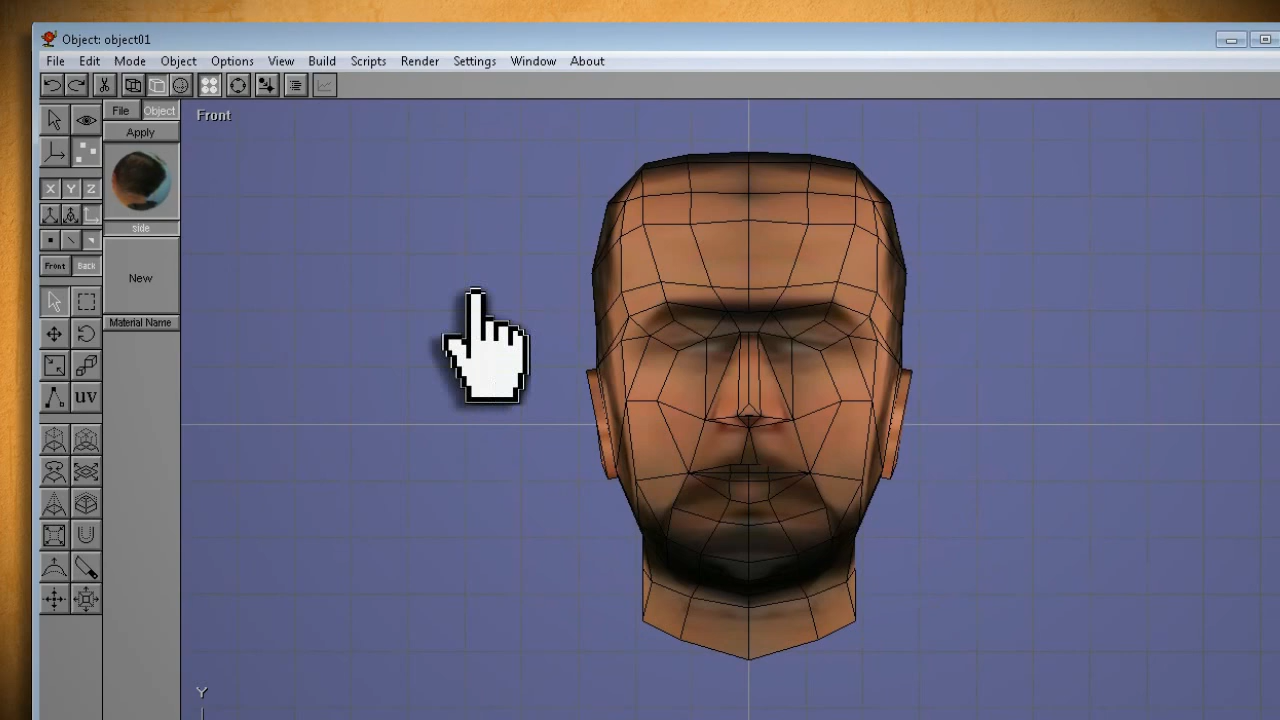 Object: object01
File Edit Mode Object Options View Build Scripts Render Settings Window About
File Object
Apply
side
New
Material Name
X Y Z
Front Back
uv
Front
Y